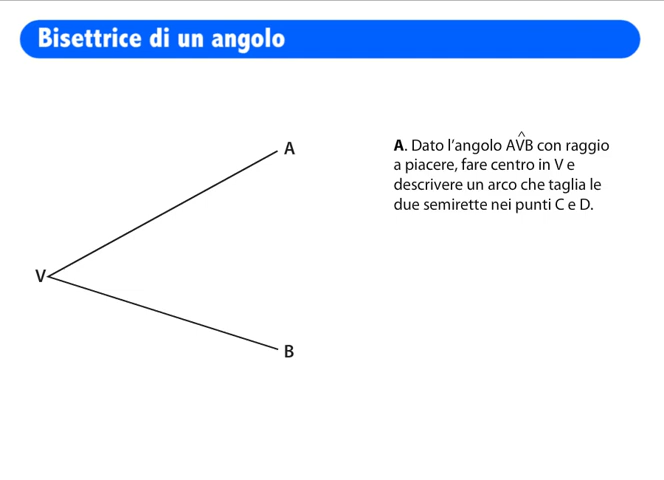 Bisettrice di un angolo
A
A. Dato l'angolo AV̂B con raggio
a piacere, fare centro in V e
descrivere un arco che taglia le
due semirette nei punti C e D.
V
B